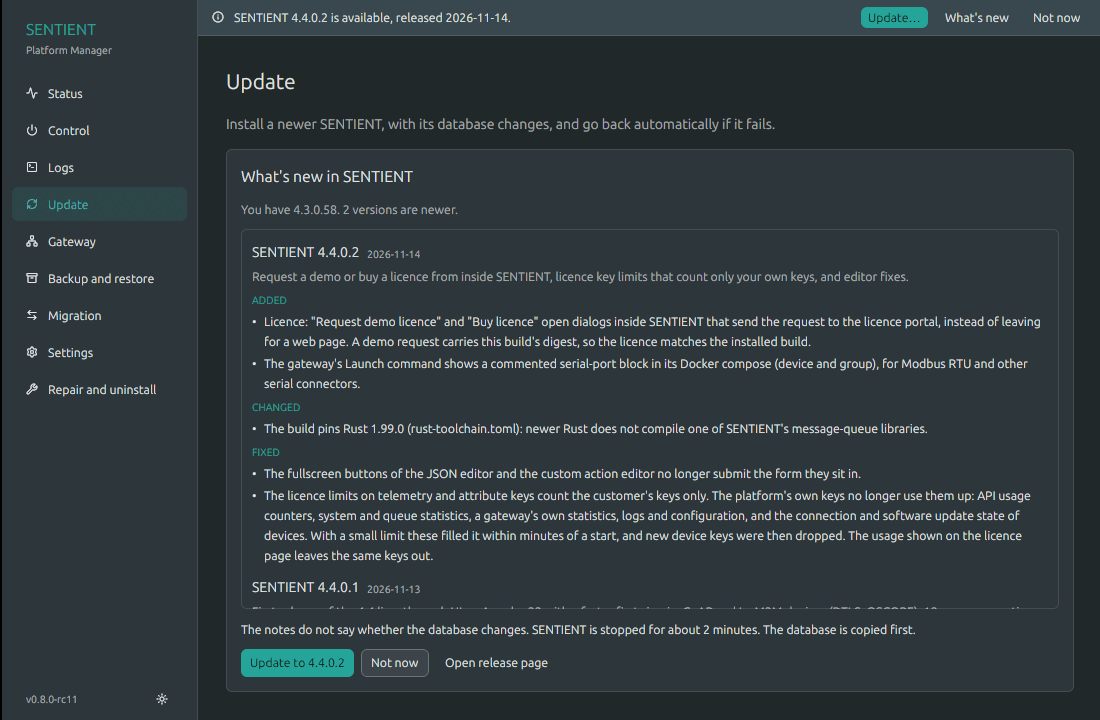 SENTIENT
Platform Manager
Status
Control
Logs
Update
Gateway
Backup and restore
Migration
Settings
Repair and uninstall
v0.8.0-rc11
SENTIENT 4.4.0.2 is available, released 2026-11-14.
Update...
What's new
Not now
Update
Install a newer SENTIENT, with its database changes, and go back automatically if it fails.
What's new in SENTIENT
You have 4.3.0.58. 2 versions are newer.
SENTIENT 4.4.0.2 2026-11-14
Request a demo or buy a licence from inside SENTIENT, licence key limits that count only your own keys, and editor fixes.
ADDED
• Licence: "Request demo licence" and "Buy licence" open dialogs inside SENTIENT that send the request to the licence portal, instead of leaving
for a web page. A demo request carries this build's digest, so the licence matches the installed build.
• The gateway's Launch command shows a commented serial-port block in its Docker compose (device and group), for Modbus RTU and other
serial connectors.
CHANGED
• The build pins Rust 1.99.0 (rust-toolchain.toml): newer Rust does not compile one of SENTIENT's message-queue libraries.
FIXED
• The fullscreen buttons of the JSON editor and the custom action editor no longer submit the form they sit in.
• The licence limits on telemetry and attribute keys count the customer's keys only. The platform's own keys no longer use them up: API usage
counters, system and queue statistics, a gateway's own statistics, logs and configuration, and the connection and software update state of
devices. With a small limit these filled it within minutes of a start, and new device keys were then dropped. The usage shown on the licence
page leaves the same keys out.
SENTIENT 4.4.0.1 2026-11-13
The notes do not say whether the database changes. SENTIENT is stopped for about 2 minutes. The database is copied first.
Update to 4.4.0.2
Not now
Open release page